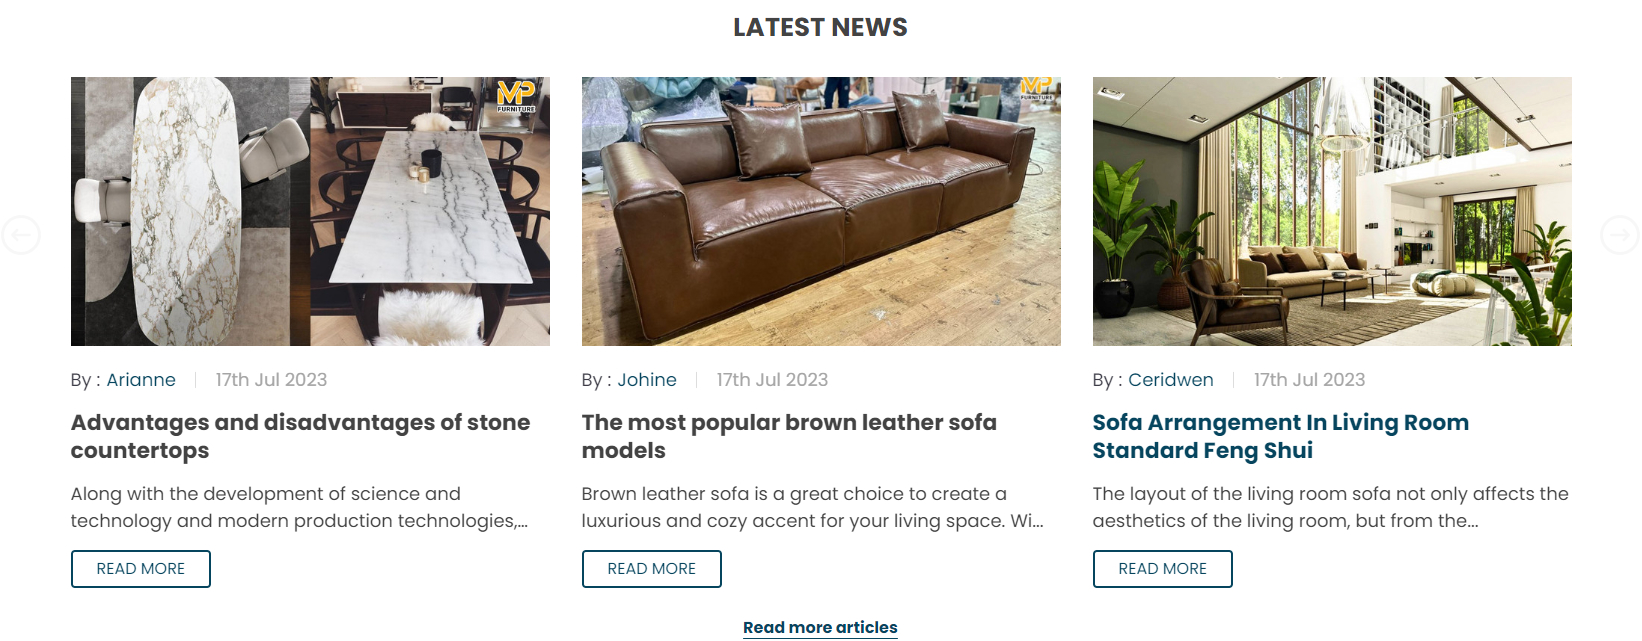 LATEST NEWS
MP
FURNITURE
MP
FURNITURE
By : Arianne
17th Jul 2023
Advantages and disadvantages of stone
countertops
Along with the development of science and
technology and modern production technologies,...
READ MORE
By : Johine
17th Jul 2023
The most popular brown leather sofa
models
Brown leather sofa is a great choice to create a
luxurious and cozy accent for your living space. Wi...
READ MORE
By : Ceridwen
17th Jul 2023
Sofa Arrangement In Living Room
Standard Feng Shui
The layout of the living room sofa not only affects the
aesthetics of the living room, but from the...
READ MORE
Read more articles